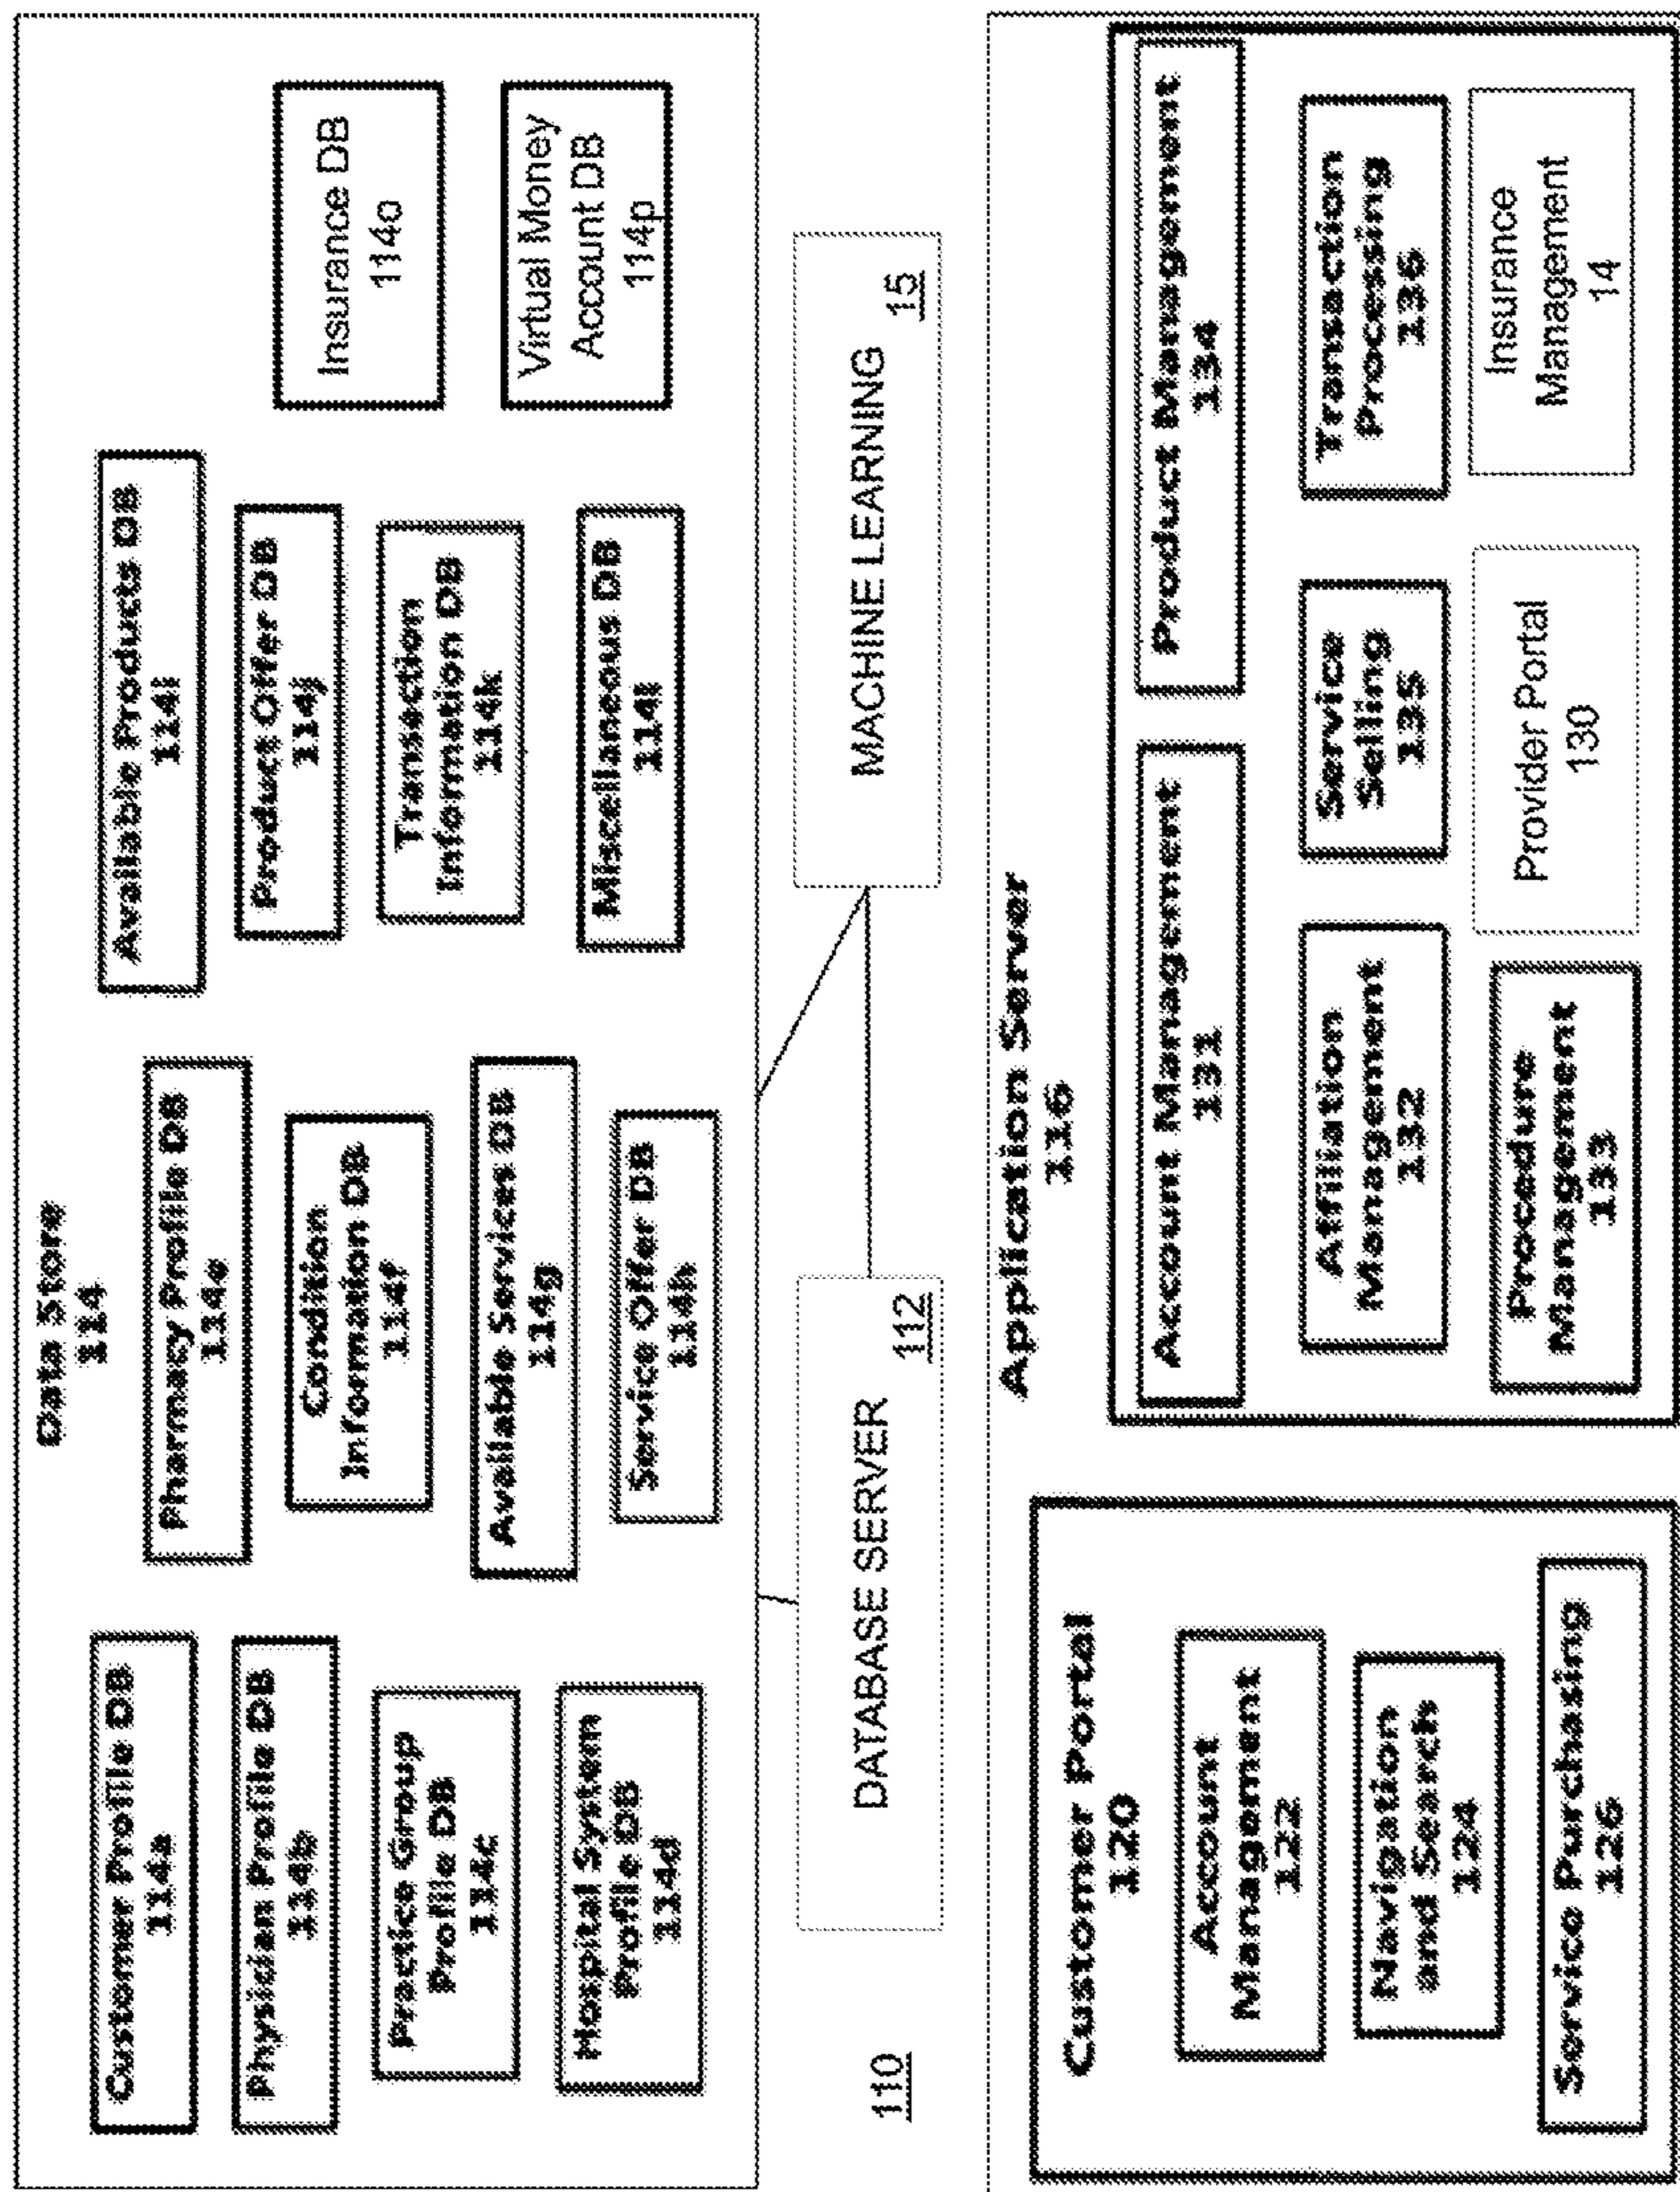 Data Store
114
Customer Profile DB
114a
Physician Profile DB
114b
Practice Group
Profile DB
114c
Hospital System
Profile DB
114d
Pharmacy Profile DB
114e
Condition
Information DB
114f
Available Services DB
114g
Service Offer DB
114h
Available Products DB
114i
Product Offer DB
114j
Transection
Information DB
114k
Miscellaneous DB
114l
Insurance DB
114o
Virtual Money
Account DB
114p
110
DATABASE SERVER
112
MACHINE LEARNING
15
Application Server
116
Customer Portal
120
Account
Management
122
Navigation
and Search
124
Service Purchasing
126
Account Management
131
Product Management
134
Affiliation
Management
132
Service
Selling
135
Transaction
Processing
136
Procedure
Management
133
Provider Portal
130
Insurance
Management
14